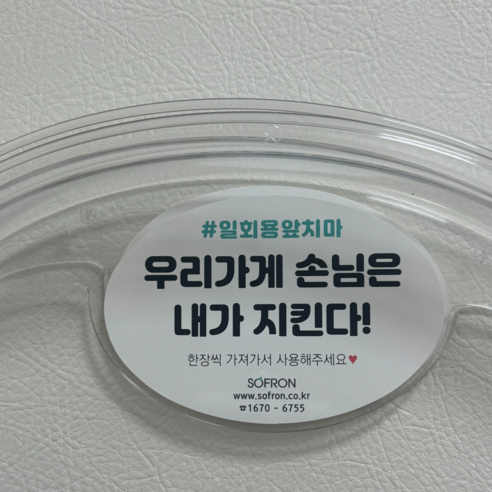 #일회용앞치마
우리가게 손님은
내가 지킨다!
한장씩 가져가서 사용해주세요♥
SOFRON
www.sofron.co.kr
☎1670 - 6755